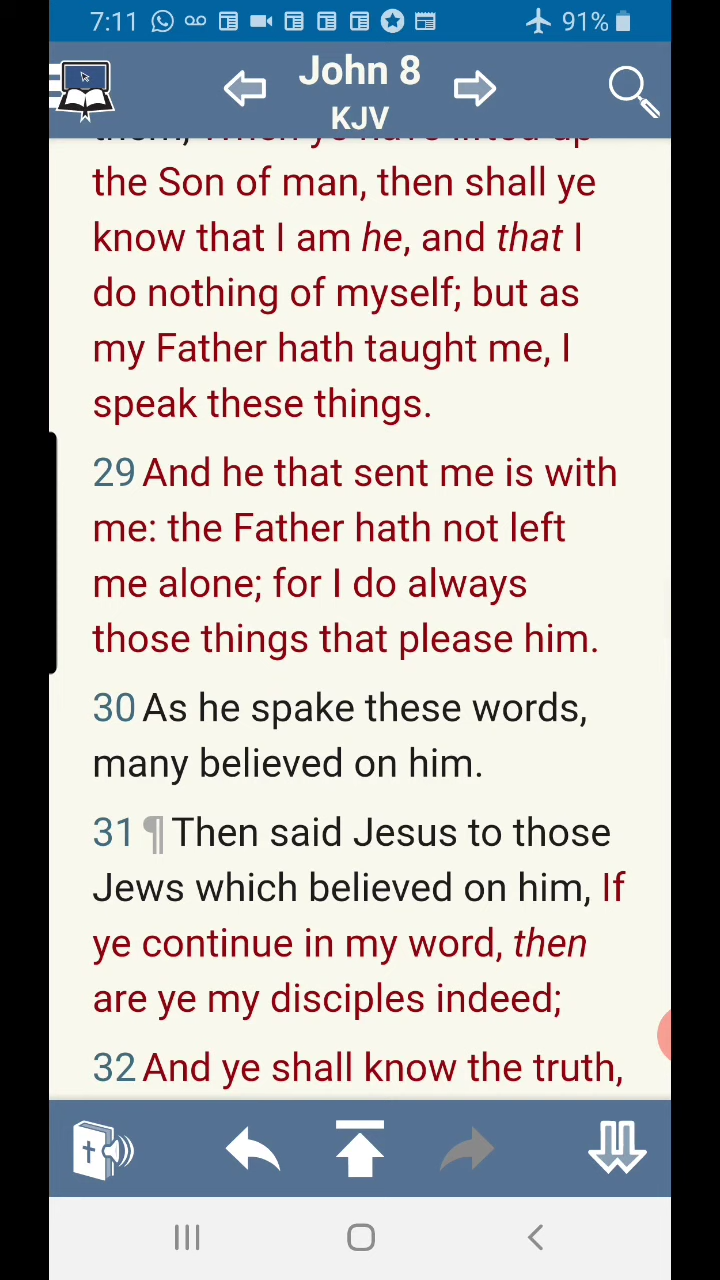 7:11
91%
John 8
KJV
the Son of man, then shall ye
know that I am he, and that I
do nothing of myself; but as
my Father hath taught me, I
speak these things.
29 And he that sent me is with
me: the Father hath not left
me alone; for I do always
those things that please him.
30 As he spake these words,
many believed on him.
31 ¶ Then said Jesus to those
Jews which believed on him, If
ye continue in my word, then
are ye my disciples indeed;
32 And ye shall know the truth,